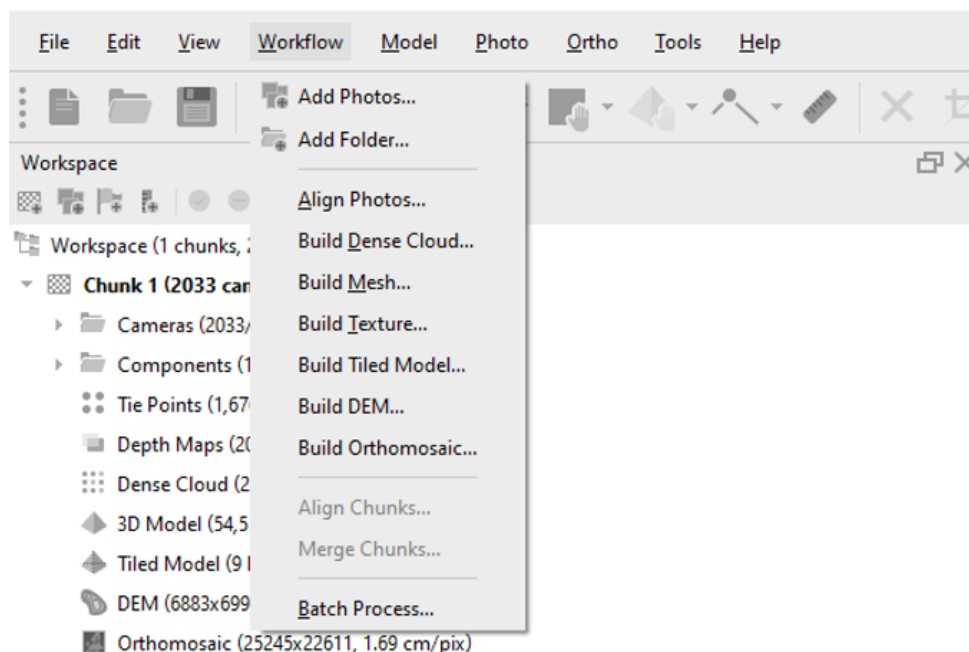 File Edit View Workflow Model Photo Ortho Tools Help
Add Photos...
Add Folder...
Align Photos...
Build Dense Cloud...
Build Mesh...
Build Texture...
Build Tiled Model...
Build DEM...
Build Orthomosaic...
Align Chunks...
Merge Chunks...
Batch Process...
Workspace
Workspace (1 chunks,
Chunk 1 (2033
Cameras (2033/
Components (1
Tie Points (1,67
Depth Maps (20
Dense Cloud (2
3D Model (54,5
Tiled Model (9
DEM (6883x699
Orthomosaic (25245x22611, 1.69 cm/pix)